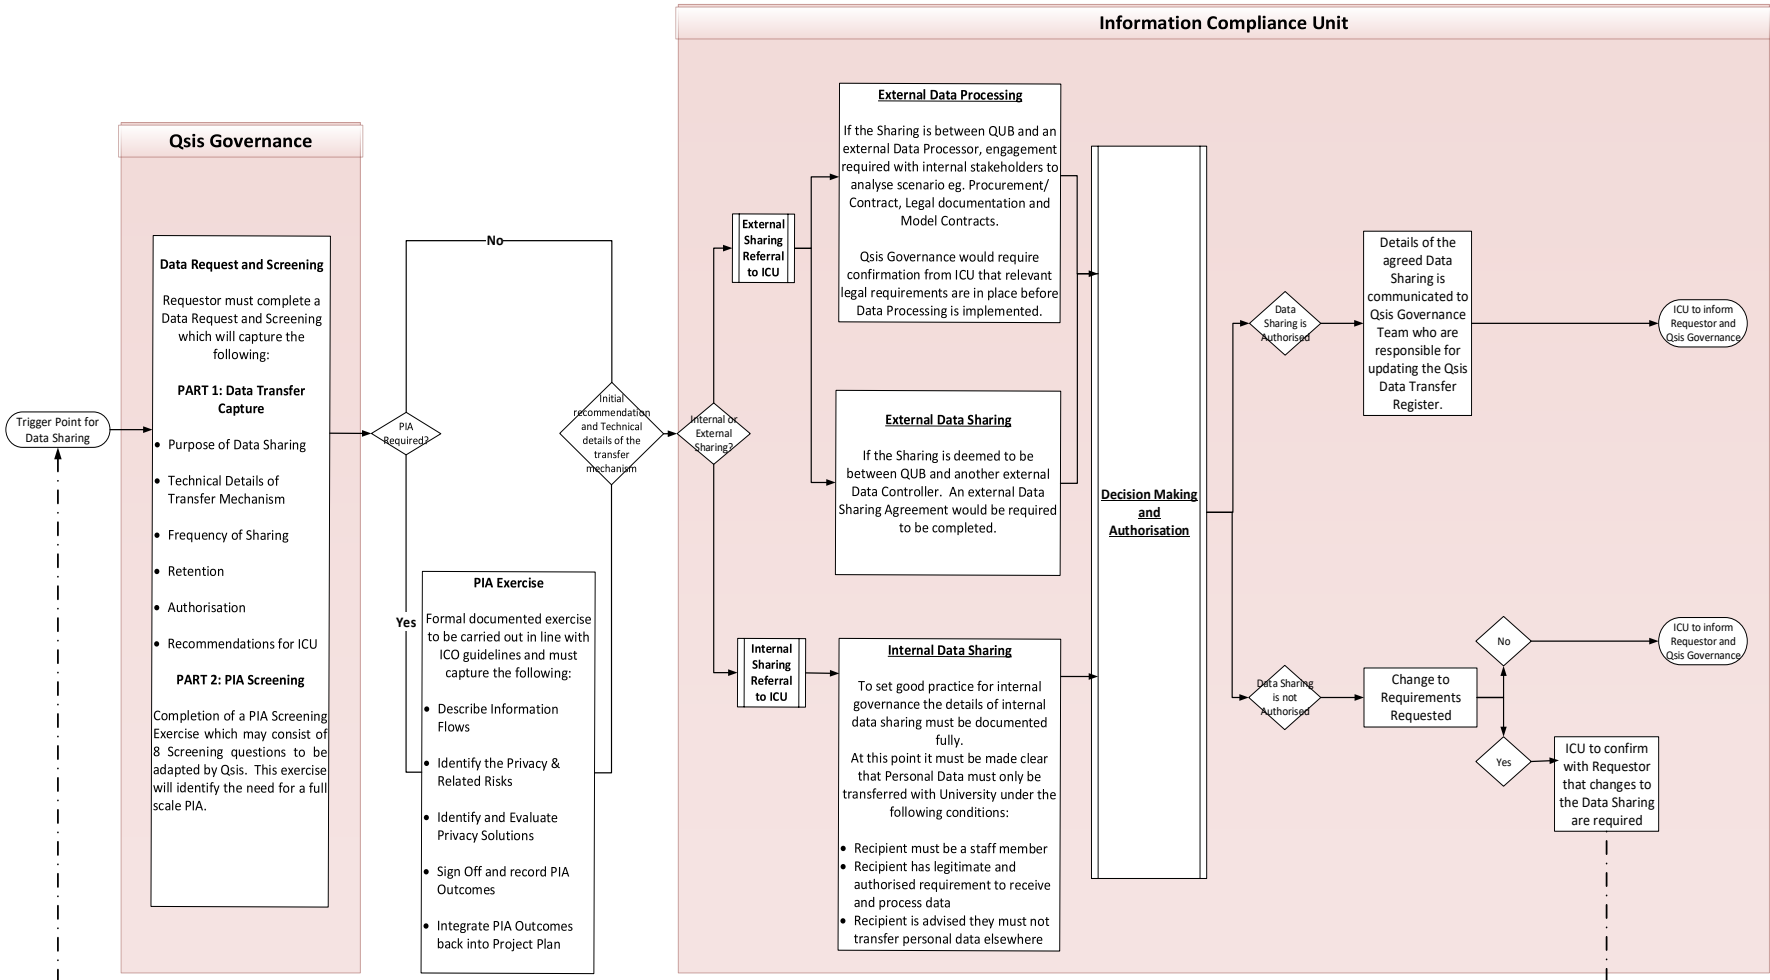 Information Compliance Unit
Qsis Governance
Trigger Point for
Data Sharing
Data Request and Screening
Requestor must complete a
Data Request and Screening
which will capture the
following:
PART 1: Data Transfer
Capture
• Purpose of Data Sharing
• Technical Details of
Transfer Mechanism
• Frequency of Sharing
• Retention
• Authorisation
• Recommendations for ICU
PART 2: PIA Screening
Completion of a PIA Screening
Exercise which may consist of
8 Screening questions to be
adapted by Qsis. This exercise
will identify the need for a full
scale PIA.
PIA
Required?
No
Yes
PIA Exercise
Formal documented exercise
to be carried out in line with
ICO guidelines and must
capture the following:
• Describe Information
Flows
• Identify the Privacy &
Related Risks
• Identify and Evaluate
Privacy Solutions
• Sign Off and record PIA
Outcomes
• Integrate PIA Outcomes
back into Project Plan
Initial
recommendation
and Technical
details of the
transfer
mechanism
Internal or
External
Sharing?
External
Sharing
Referral
to ICU
Internal
Sharing
Referral
to ICU
External Data Processing
If the Sharing is between QUB and an
external Data Processor, engagement
required with internal stakeholders to
analyse scenario eg. Procurement/
Contract, Legal documentation and
Model Contracts.
Qsis Governance would require
confirmation from ICU that relevant
legal requirements are in place before
Data Processing is implemented.
External Data Sharing
If the Sharing is deemed to be
between QUB and another external
Data Controller. An external Data
Sharing Agreement would be required
to be completed.
Internal Data Sharing
To set good practice for internal
governance the details of internal
data sharing must be documented
fully.
At this point it must be made clear
that Personal Data must only be
transferred with University under the
following conditions:
• Recipient must be a staff member
• Recipient has legitimate and
authorised requirement to receive
and process data
• Recipient is advised they must not
transfer personal data elsewhere
Decision Making
and
Authorisation
Data
Sharing is
Authorised
Details of the
agreed Data
Sharing is
communicated to
Qsis Governance
Team who are
responsible for
updating the Qsis
Data Transfer
Register.
ICU to inform
Requestor and
Qsis Governance
Data Sharing
is not
Authorised
Change to
Requirements
Requested
No
ICU to inform
Requestor and
Qsis Governance
Yes
ICU to confirm
with Requestor
that changes to
the Data Sharing
are required